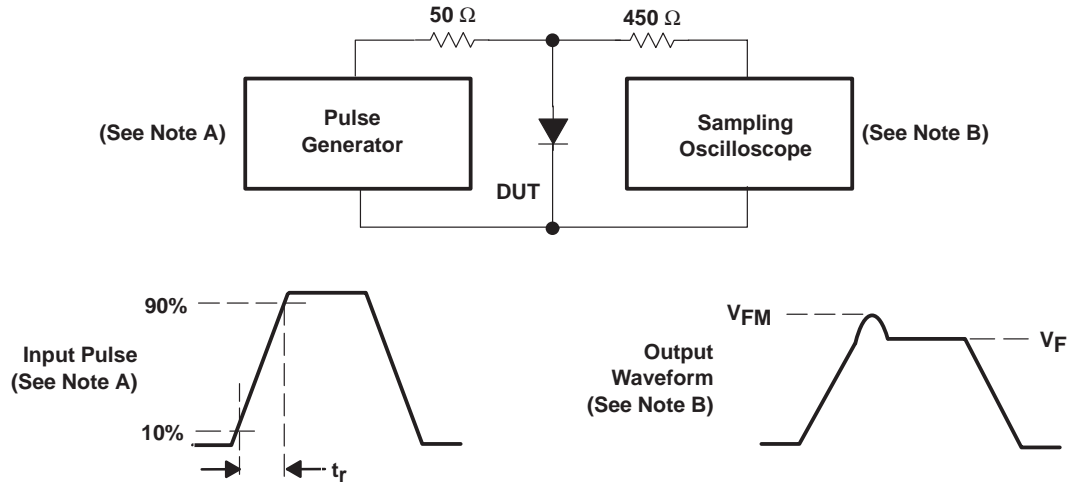 50 Ω
450 Ω
(See Note A)
Pulse
Generator
Sampling
Oscilloscope
(See Note B)
DUT
90%
Input Pulse
(See Note A)
10%
tr
VFM
VF
Output
Waveform
(See Note B)